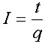 I = t/q